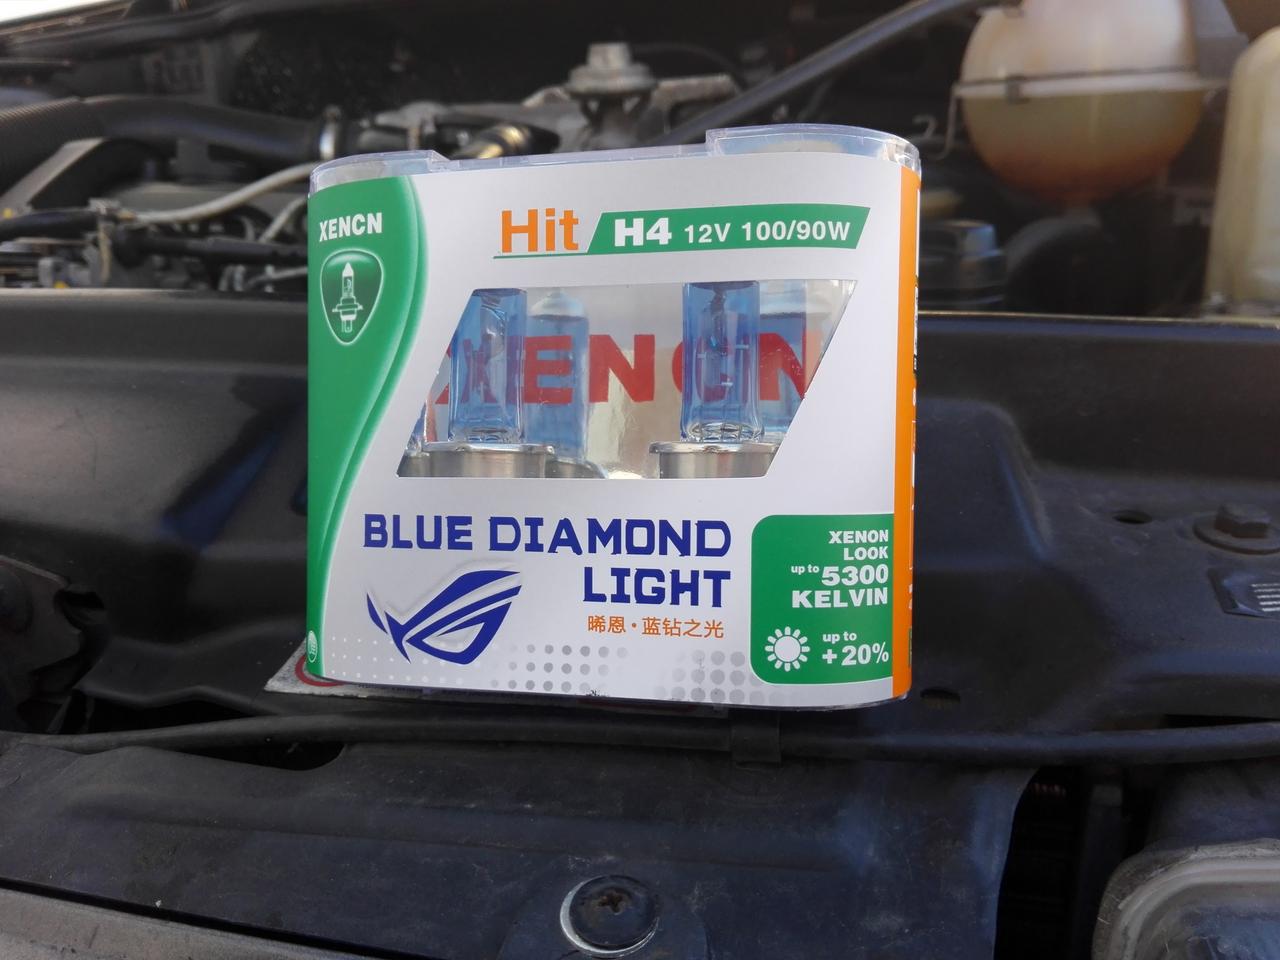 XENCN
Hit H4 12V 100/90W
XENCN
BLUE DIAMOND
LIGHT
晞恩·蓝钻之光
XENON
LOOK
up to 5300
KELVIN
up to
+20%